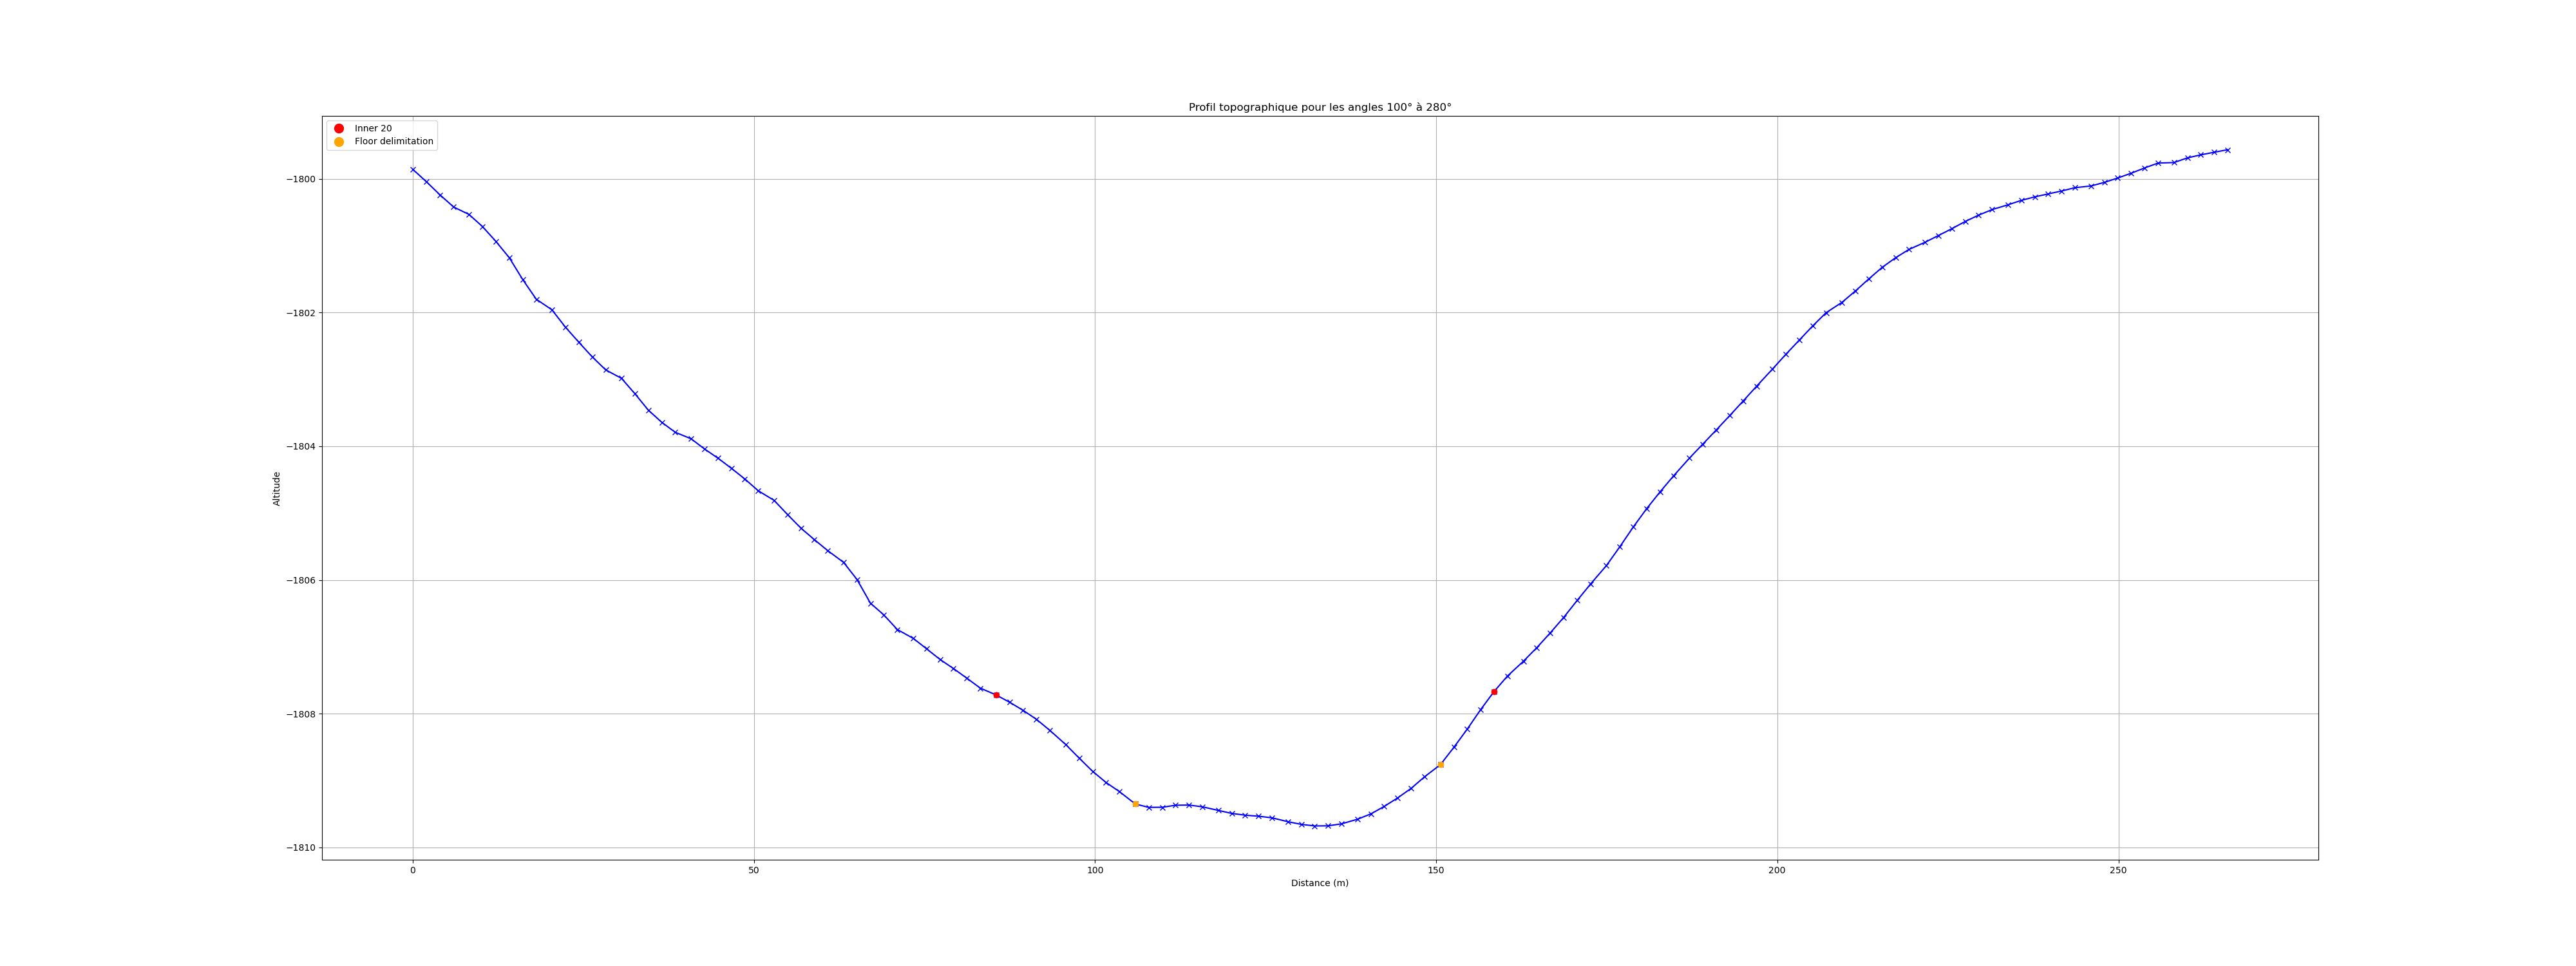 Profil topographique pour les angles 100° à 280°
Inner 20
Floor delimitation
−1800
−1802
−1804
−1806
−1808
−1810
Altitude
0
50
100
150
200
250
Distance (m)